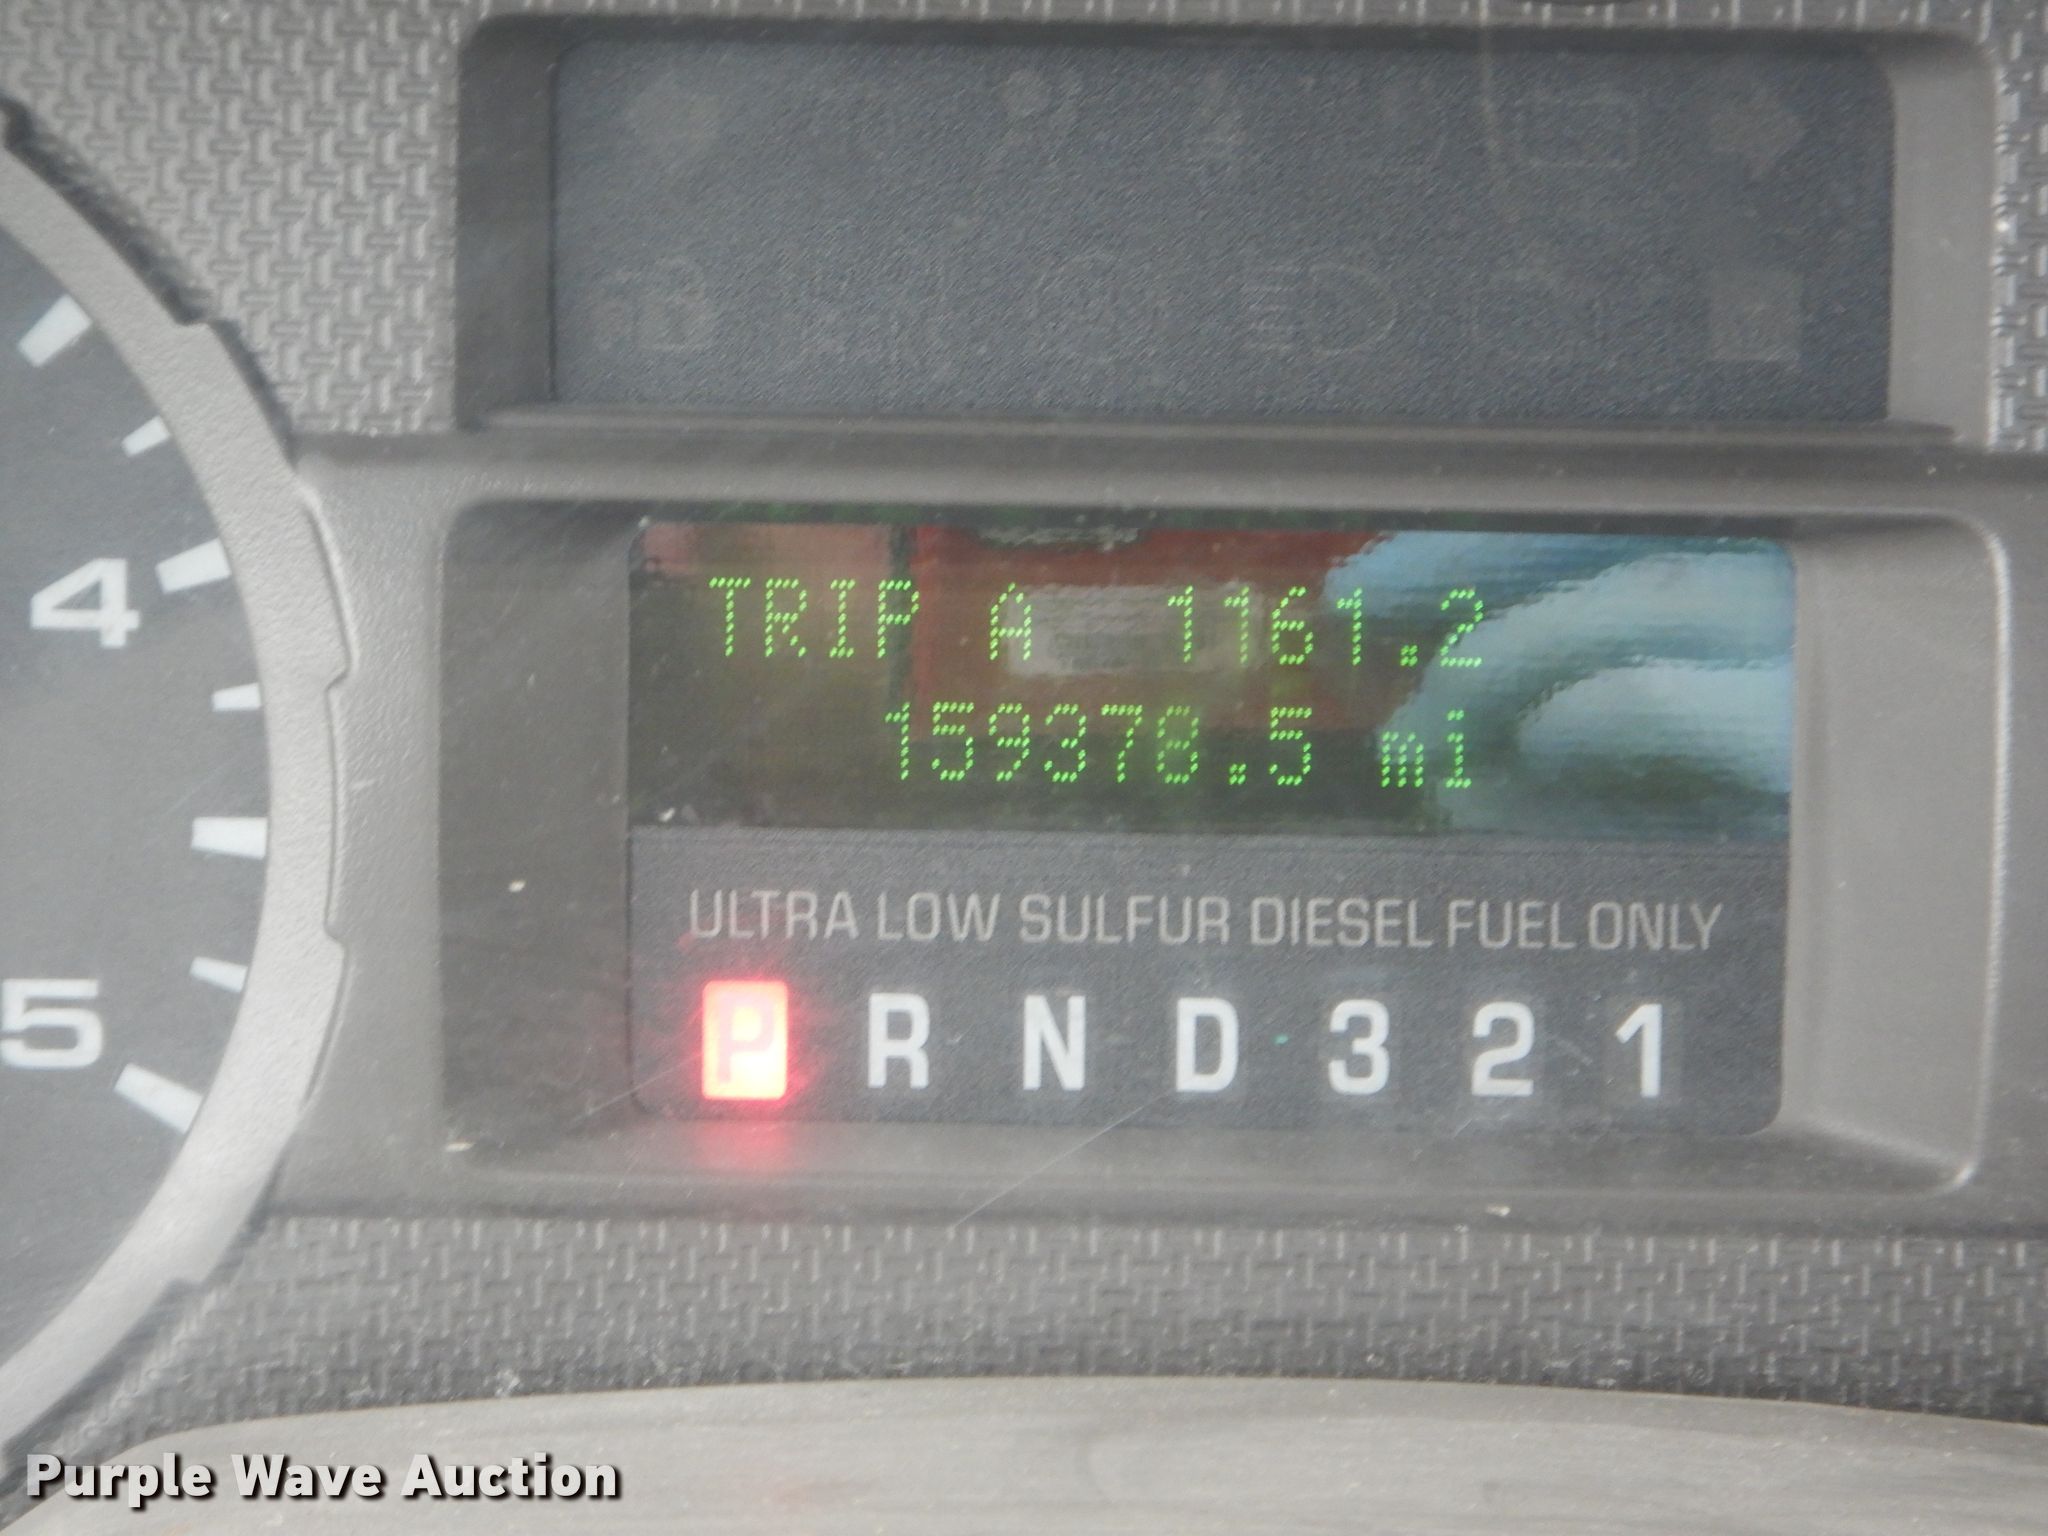 4
5
TRIP A 1161.2
159378.5 mi
ULTRA LOW SULFUR DIESEL FUEL ONLY
P R N D 3 2 1
Purple Wave Auction